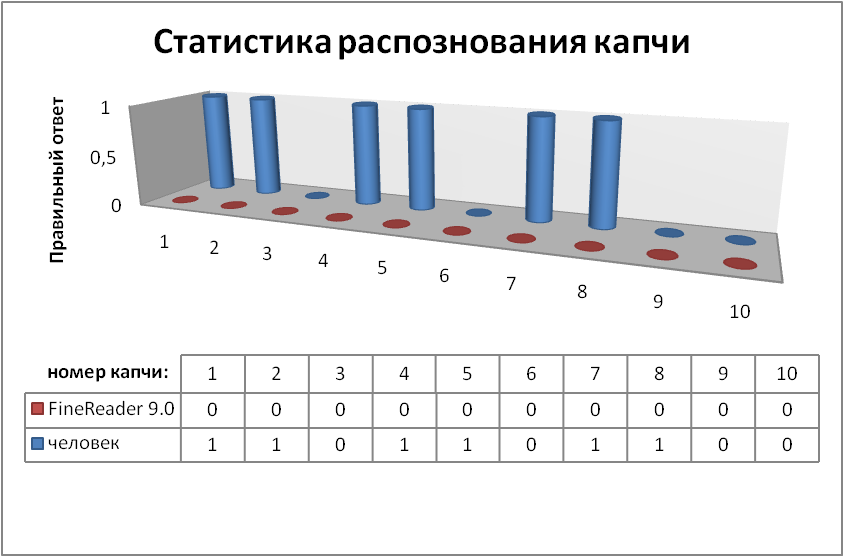 Статистика распознования капчи
Правильный ответ
1
0,5
0
1 2 3 4 5 6 7 8 9 10
номер капчи: 1 2 3 4 5 6 7 8 9 10
FineReader 9.0 0 0 0 0 0 0 0 0 0 0
человек 1 1 0 1 1 0 1 1 0 0